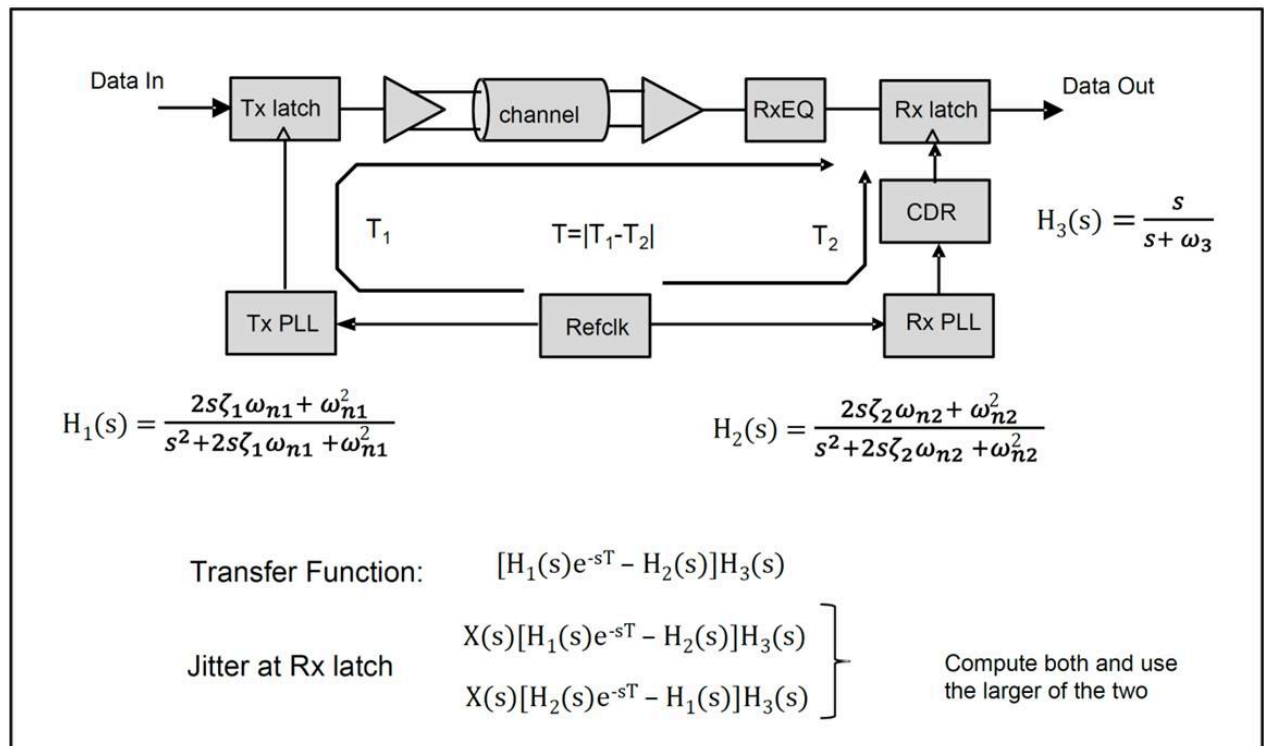 Data In
Tx latch
channel
RxEQ
Rx latch
Data Out
CDR
H₃(s) = s / (s + ω₃)
T₁
T=|T₁-T₂|
T₂
Tx PLL
Refclk
Rx PLL
H₁(s) = (2sζ₁ωₙ₁ + ωₙ₁²) / (s²+2sζ₁ωₙ₁ +ωₙ₁²)
H₂(s) = (2sζ₂ωₙ₂ + ωₙ₂²) / (s²+2sζ₂ωₙ₂ +ωₙ₂²)
Transfer Function: [H₁(s)e^-sT – H₂(s)]H₃(s)
X(s)[H₁(s)e^-sT – H₂(s)]H₃(s)
Jitter at Rx latch
X(s)[H₂(s)e^-sT – H₁(s)]H₃(s)
Compute both and use
the larger of the two